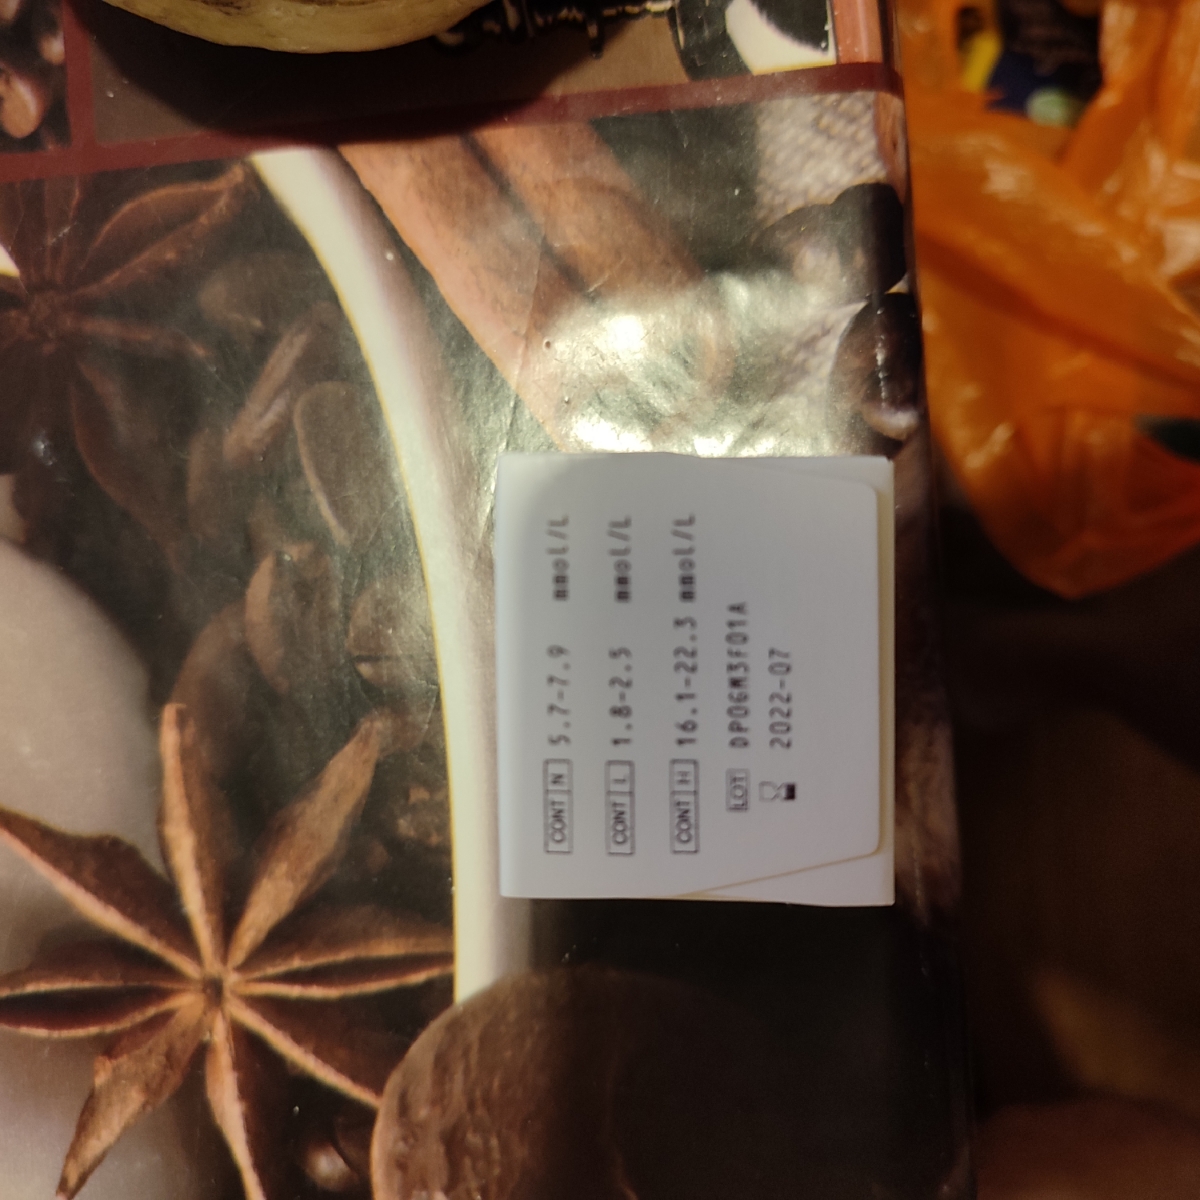 CONT N 5.7-7.9 mmol/L
CONT L 1.8-2.5 mmol/L
CONT H 16.1-22.3 mmol/L
LOT DP06M3F01A
2022-07